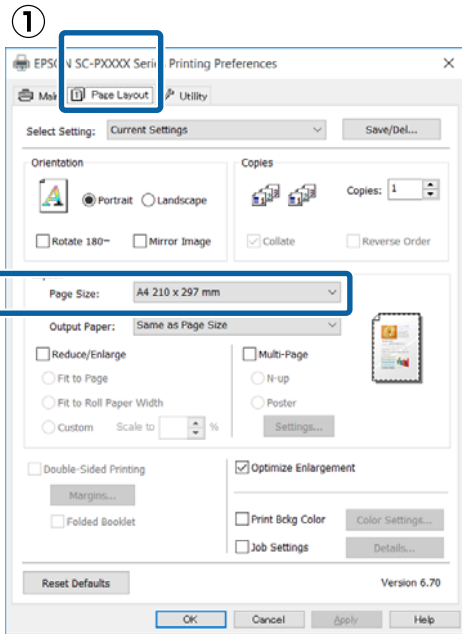 ①
EPSON SC-PXXXX Series Printing Preferences
Main Page Layout Utility
Select Setting: Current Settings Save/Del...
Orientation Copies
Portrait Landscape Copies: 1
Rotate 180~ Mirror Image Collate Reverse Order
Page Size: A4 210 x 297 mm
Output Paper: Same as Page Size
Reduce/Enlarge Multi-Page
Fit to Page N-up
Fit to Roll Paper Width Poster
Custom Scale to % Settings...
Double-Sided Printing Optimize Enlargement
Margins...
Folded Booklet Print Bckg Color Color Settings...
Job Settings Details...
Reset Defaults Version 6.70
OK Cancel Apply Help